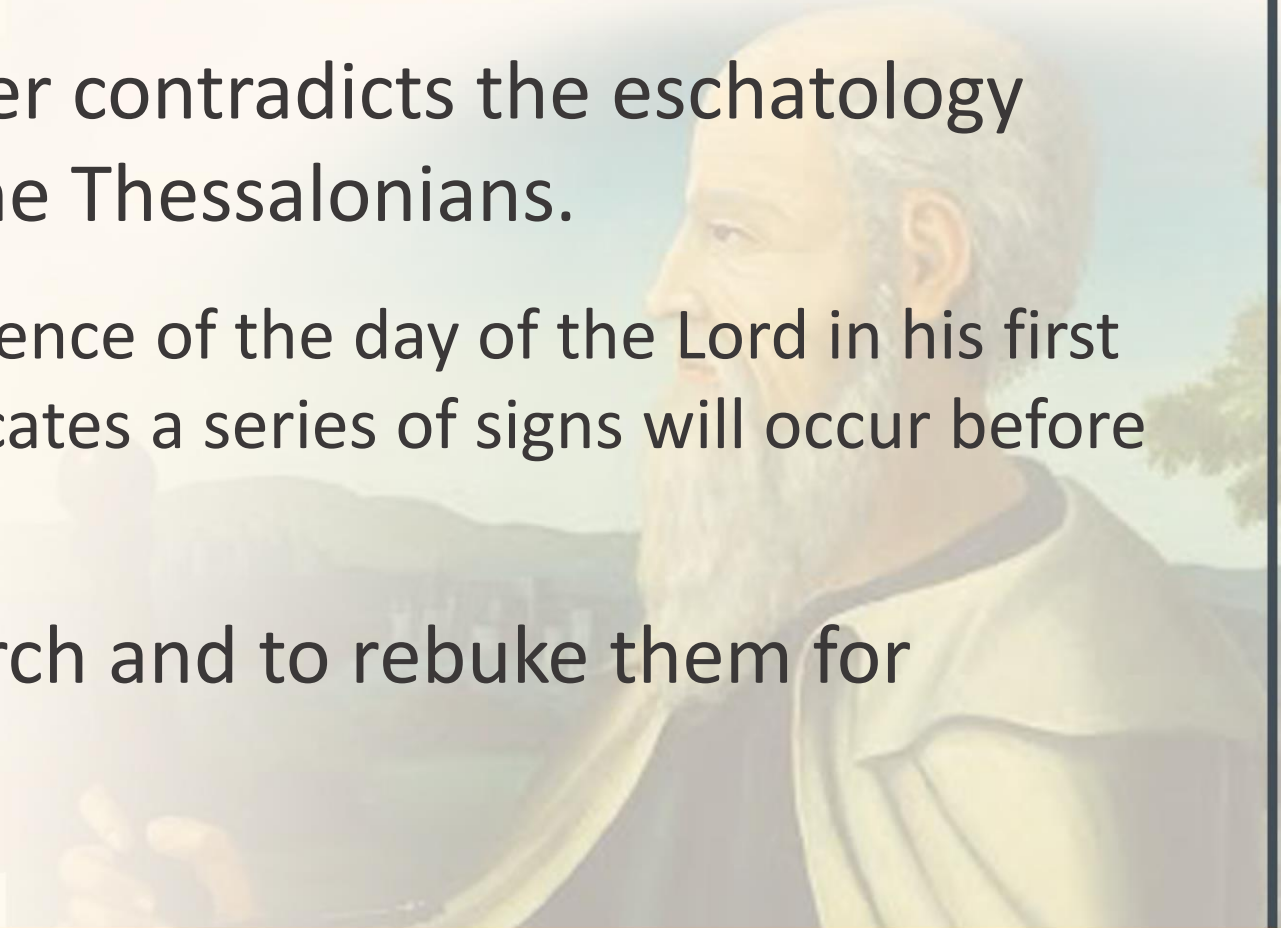 er contradicts the eschatology
ne Thessalonians.
ence of the day of the Lord in his first
cates a series of signs will occur before
rch and to rebuke them for